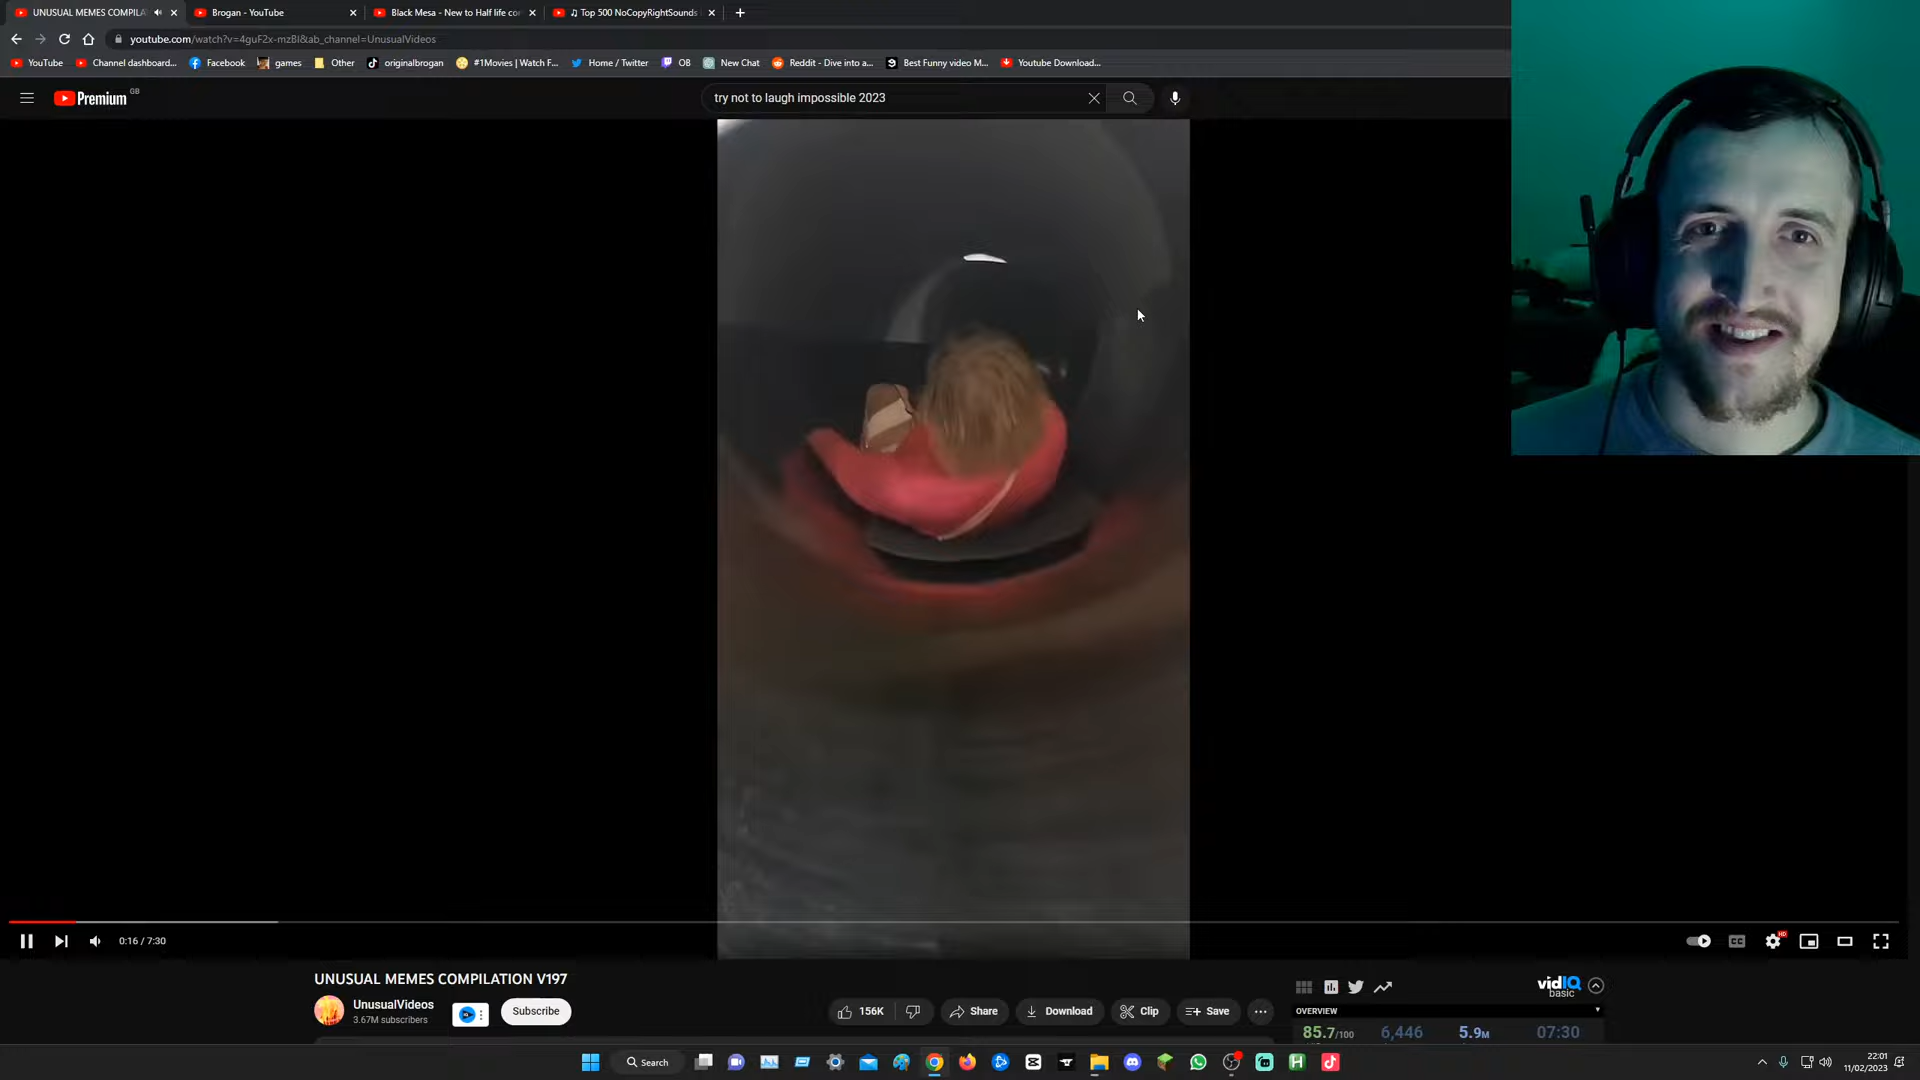 UNUSUAL MEMES COMPILA
Brogan - YouTube
Black Mesa - New to Half life co
♫ Top 500 NoCopyRightSounds
youtube.com/watch?v=4guF2x-mzBI&ab_channel=UnusualVideos
YouTube
Channel dashboard...
Facebook
games
Other
originalbrogan
#1Movies | Watch F...
Home / Twitter
OB
New Chat
Reddit - Dive into a...
Best Funny video M...
Youtube Download...
Premium GB
try not to laugh impossible 2023
0:16 / 7:30
CC
HD
UNUSUAL MEMES COMPILATION V197
UnusualVideos
3.67M subscribers
Subscribe
156K
Share
Download
Clip
Save
vidIQ
basic
OVERVIEW
85.7/100
6,446
5.9M
07:30
Search
22:01
11/02/2023